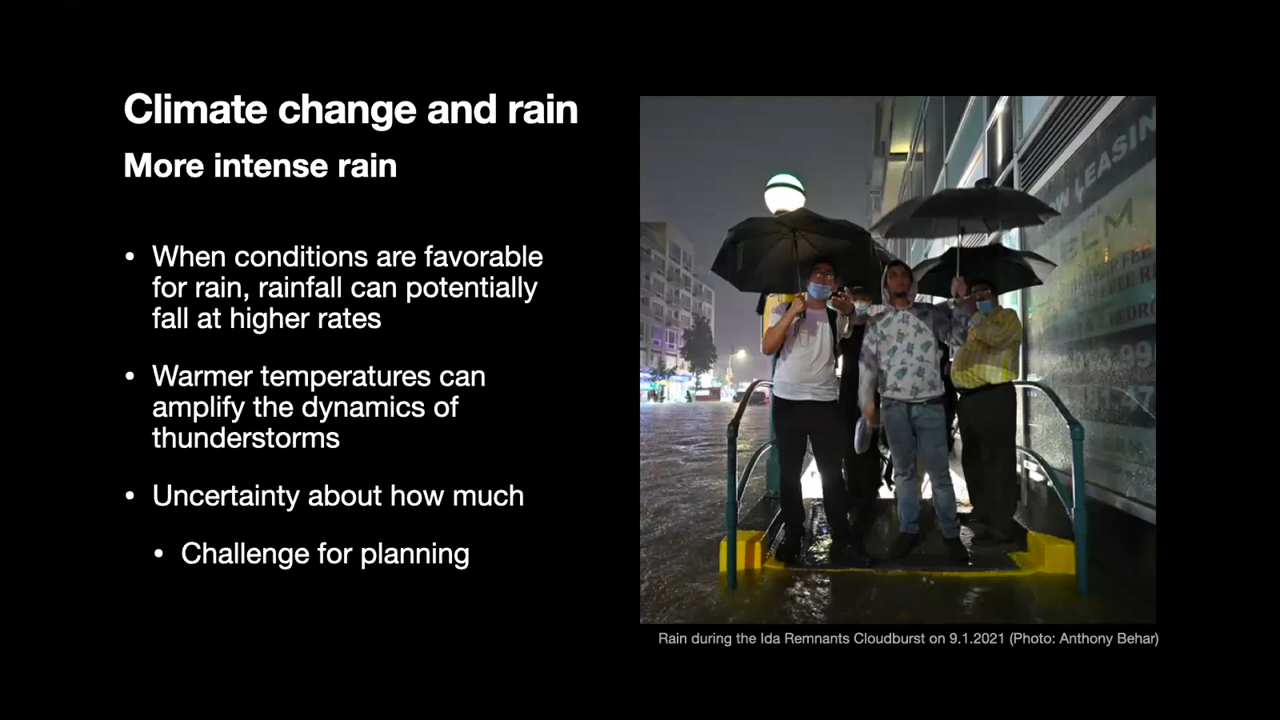 Climate change and rain
More intense rain
• When conditions are favorable
for rain, rainfall can potentially
fall at higher rates
• Warmer temperatures can
amplify the dynamics of
thunderstorms
• Uncertainty about how much
• Challenge for planning
LEASIN
ELM
Rain during the Ida Remnants Cloudburst on 9.1.2021 (Photo: Anthony Behar)